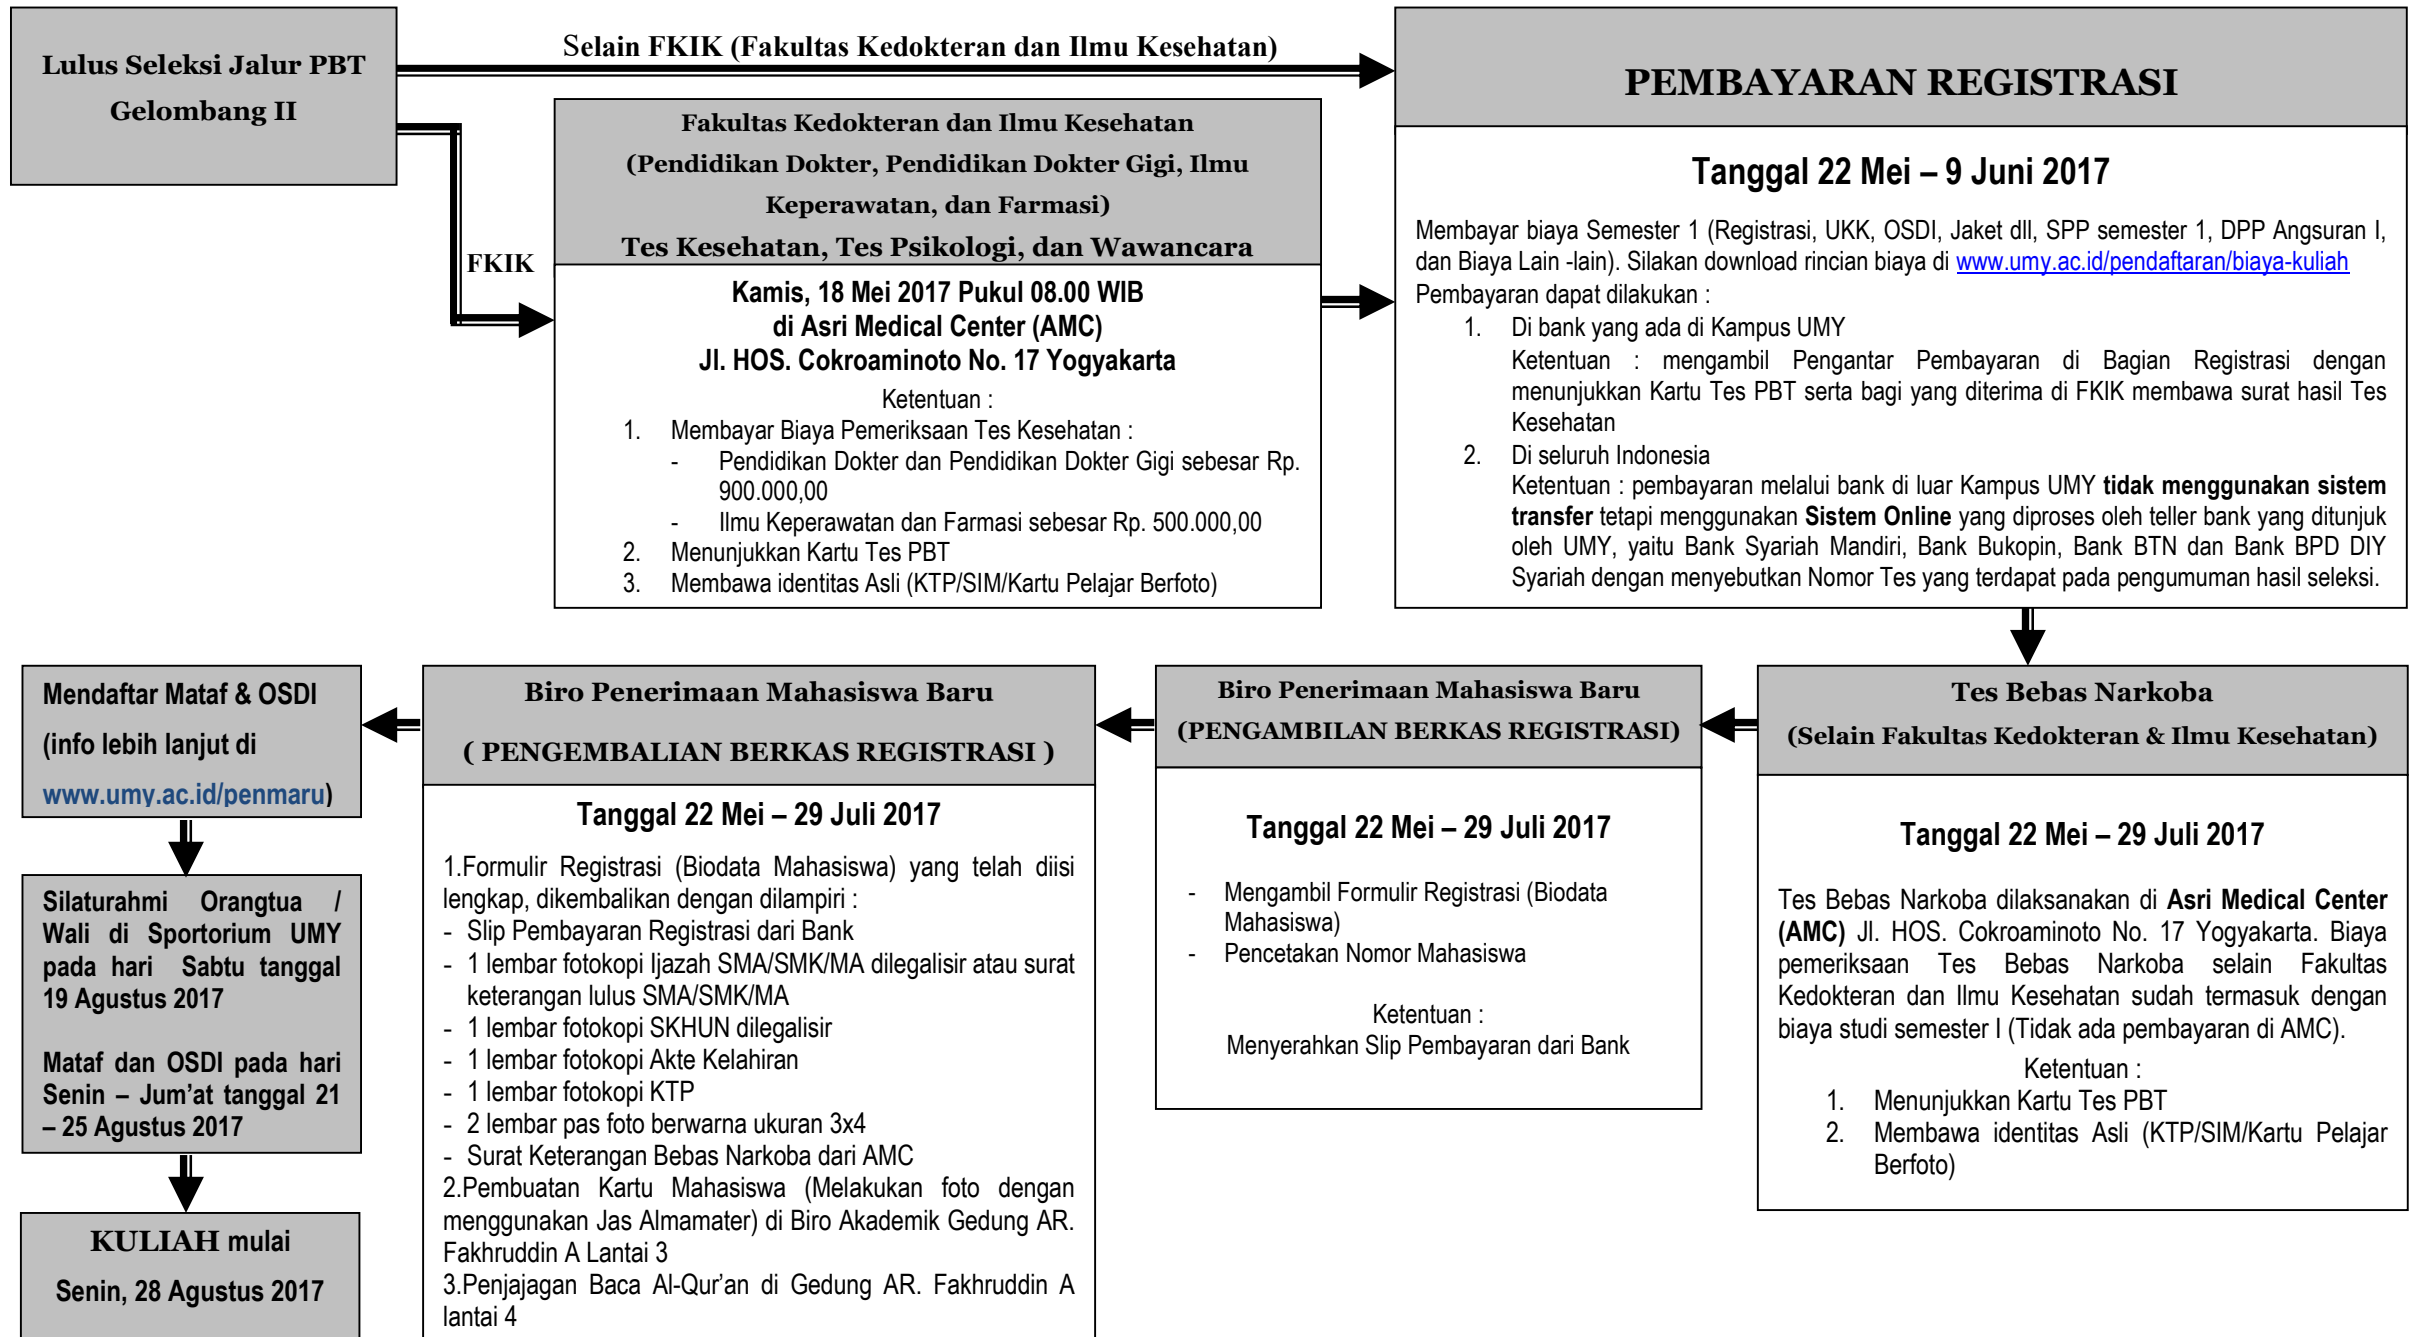 Lulus Seleksi Jalur PBT
Gelombang II
Selain FKIK (Fakultas Kedokteran dan Ilmu Kesehatan)
FKIK
Fakultas Kedokteran dan Ilmu Kesehatan
(Pendidikan Dokter, Pendidikan Dokter Gigi, Ilmu
Keperawatan, dan Farmasi)
Tes Kesehatan, Tes Psikologi, dan Wawancara
Kamis, 18 Mei 2017 Pukul 08.00 WIB
di Asri Medical Center (AMC)
Jl. HOS. Cokroaminoto No. 17 Yogyakarta
Ketentuan :
1. Membayar Biaya Pemeriksaan Tes Kesehatan :
- Pendidikan Dokter dan Pendidikan Dokter Gigi sebesar Rp.
900.000,00
- Ilmu Keperawatan dan Farmasi sebesar Rp. 500.000,00
2. Menunjukkan Kartu Tes PBT
3. Membawa identitas Asli (KTP/SIM/Kartu Pelajar Berfoto)
PEMBAYARAN REGISTRASI
Tanggal 22 Mei – 9 Juni 2017
Membayar biaya Semester 1 (Registrasi, UKK, OSDI, Jaket dll, SPP semester 1, DPP Angsuran I,
dan Biaya Lain -lain). Silakan download rincian biaya di www.umy.ac.id/pendaftaran/biaya-kuliah
Pembayaran dapat dilakukan :
1. Di bank yang ada di Kampus UMY
Ketentuan : mengambil Pengantar Pembayaran di Bagian Registrasi dengan
menunjukkan Kartu Tes PBT serta bagi yang diterima di FKIK membawa surat hasil Tes
Kesehatan
2. Di seluruh Indonesia
Ketentuan : pembayaran melalui bank di luar Kampus UMY tidak menggunakan sistem
transfer tetapi menggunakan Sistem Online yang diproses oleh teller bank yang ditunjuk
oleh UMY, yaitu Bank Syariah Mandiri, Bank Bukopin, Bank BTN dan Bank BPD DIY
Syariah dengan menyebutkan Nomor Tes yang terdapat pada pengumuman hasil seleksi.
Tes Bebas Narkoba
(Selain Fakultas Kedokteran & Ilmu Kesehatan)
Tanggal 22 Mei – 29 Juli 2017
Tes Bebas Narkoba dilaksanakan di Asri Medical Center
(AMC) Jl. HOS. Cokroaminoto No. 17 Yogyakarta. Biaya
pemeriksaan Tes Bebas Narkoba selain Fakultas
Kedokteran dan Ilmu Kesehatan sudah termasuk dengan
biaya studi semester I (Tidak ada pembayaran di AMC).
Ketentuan :
1. Menunjukkan Kartu Tes PBT
2. Membawa identitas Asli (KTP/SIM/Kartu Pelajar
Berfoto)
Biro Penerimaan Mahasiswa Baru
(PENGAMBILAN BERKAS REGISTRASI)
Tanggal 22 Mei – 29 Juli 2017
- Mengambil Formulir Registrasi (Biodata
Mahasiswa)
- Pencetakan Nomor Mahasiswa
Ketentuan :
Menyerahkan Slip Pembayaran dari Bank
Biro Penerimaan Mahasiswa Baru
( PENGEMBALIAN BERKAS REGISTRASI )
Tanggal 22 Mei – 29 Juli 2017
1.Formulir Registrasi (Biodata Mahasiswa) yang telah diisi
lengkap, dikembalikan dengan dilampiri :
- Slip Pembayaran Registrasi dari Bank
- 1 lembar fotokopi Ijazah SMA/SMK/MA dilegalisir atau surat
keterangan lulus SMA/SMK/MA
- 1 lembar fotokopi SKHUN dilegalisir
- 1 lembar fotokopi Akte Kelahiran
- 1 lembar fotokopi KTP
- 2 lembar pas foto berwarna ukuran 3x4
- Surat Keterangan Bebas Narkoba dari AMC
2.Pembuatan Kartu Mahasiswa (Melakukan foto dengan
menggunakan Jas Almamater) di Biro Akademik Gedung AR.
Fakhruddin A Lantai 3
3.Penjajagan Baca Al-Qur'an di Gedung AR. Fakhruddin A
lantai 4
Mendaftar Mataf & OSDI
(info lebih lanjut di
www.umy.ac.id/penmaru)
Silaturahmi Orangtua /
Wali di Sportorium UMY
pada hari Sabtu tanggal
19 Agustus 2017
Mataf dan OSDI pada hari
Senin – Jum'at tanggal 21
– 25 Agustus 2017
KULIAH mulai
Senin, 28 Agustus 2017